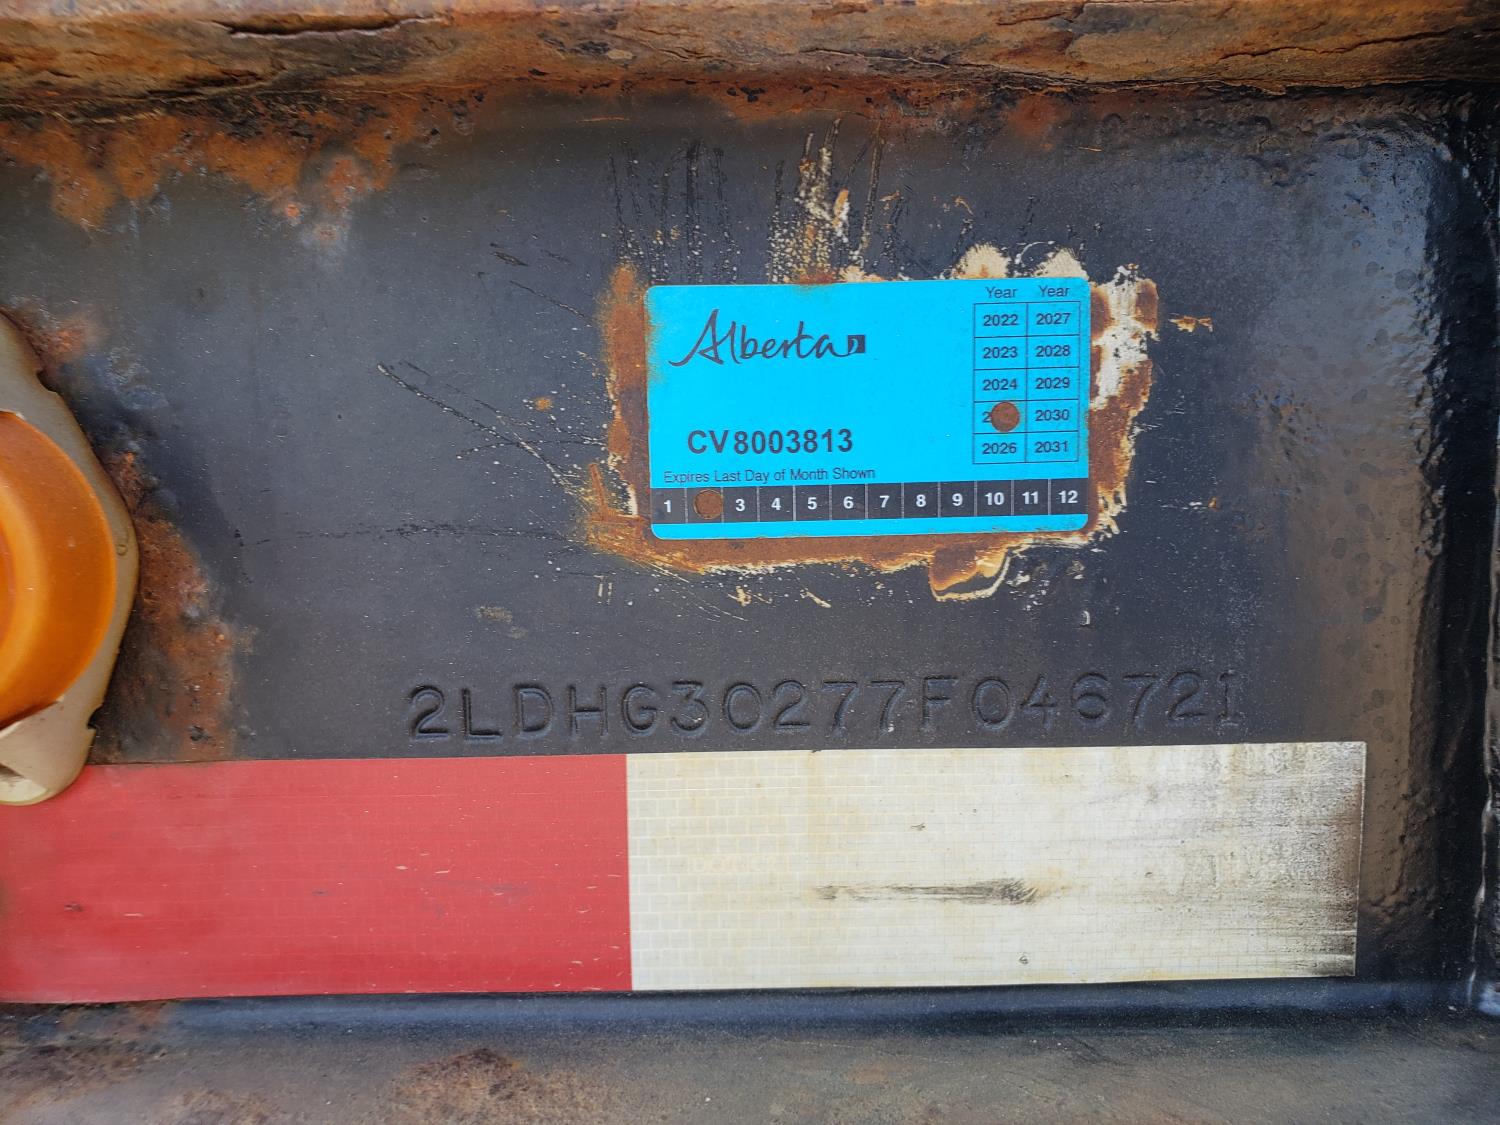 Alberta
Year Year
2022 2027
2023 2028
2024 2029
2030
2026 2031
CV8003813
Expires Last Day of Month Shown
1 3 4 5 6 7 8 9 10 11 12
2LDHG30277F046721